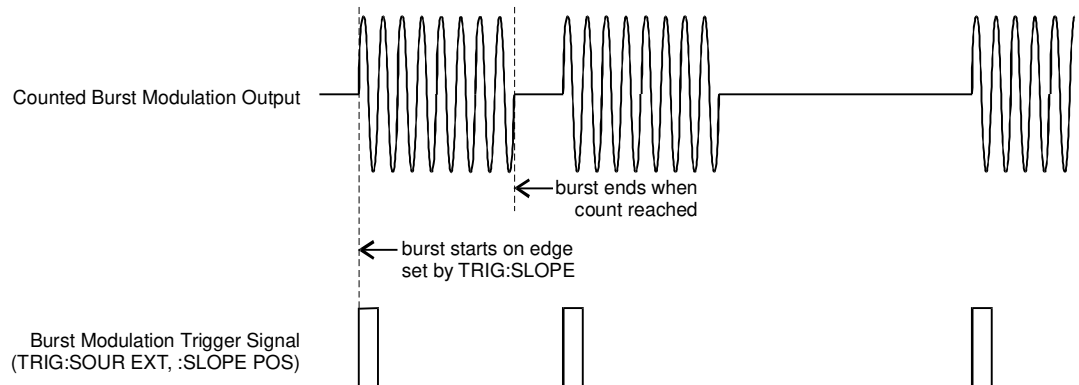 Counted Burst Modulation Output
burst ends when
count reached
burst starts on edge
set by TRIG:SLOPE
Burst Modulation Trigger Signal
(TRIG:SOUR EXT, :SLOPE POS)